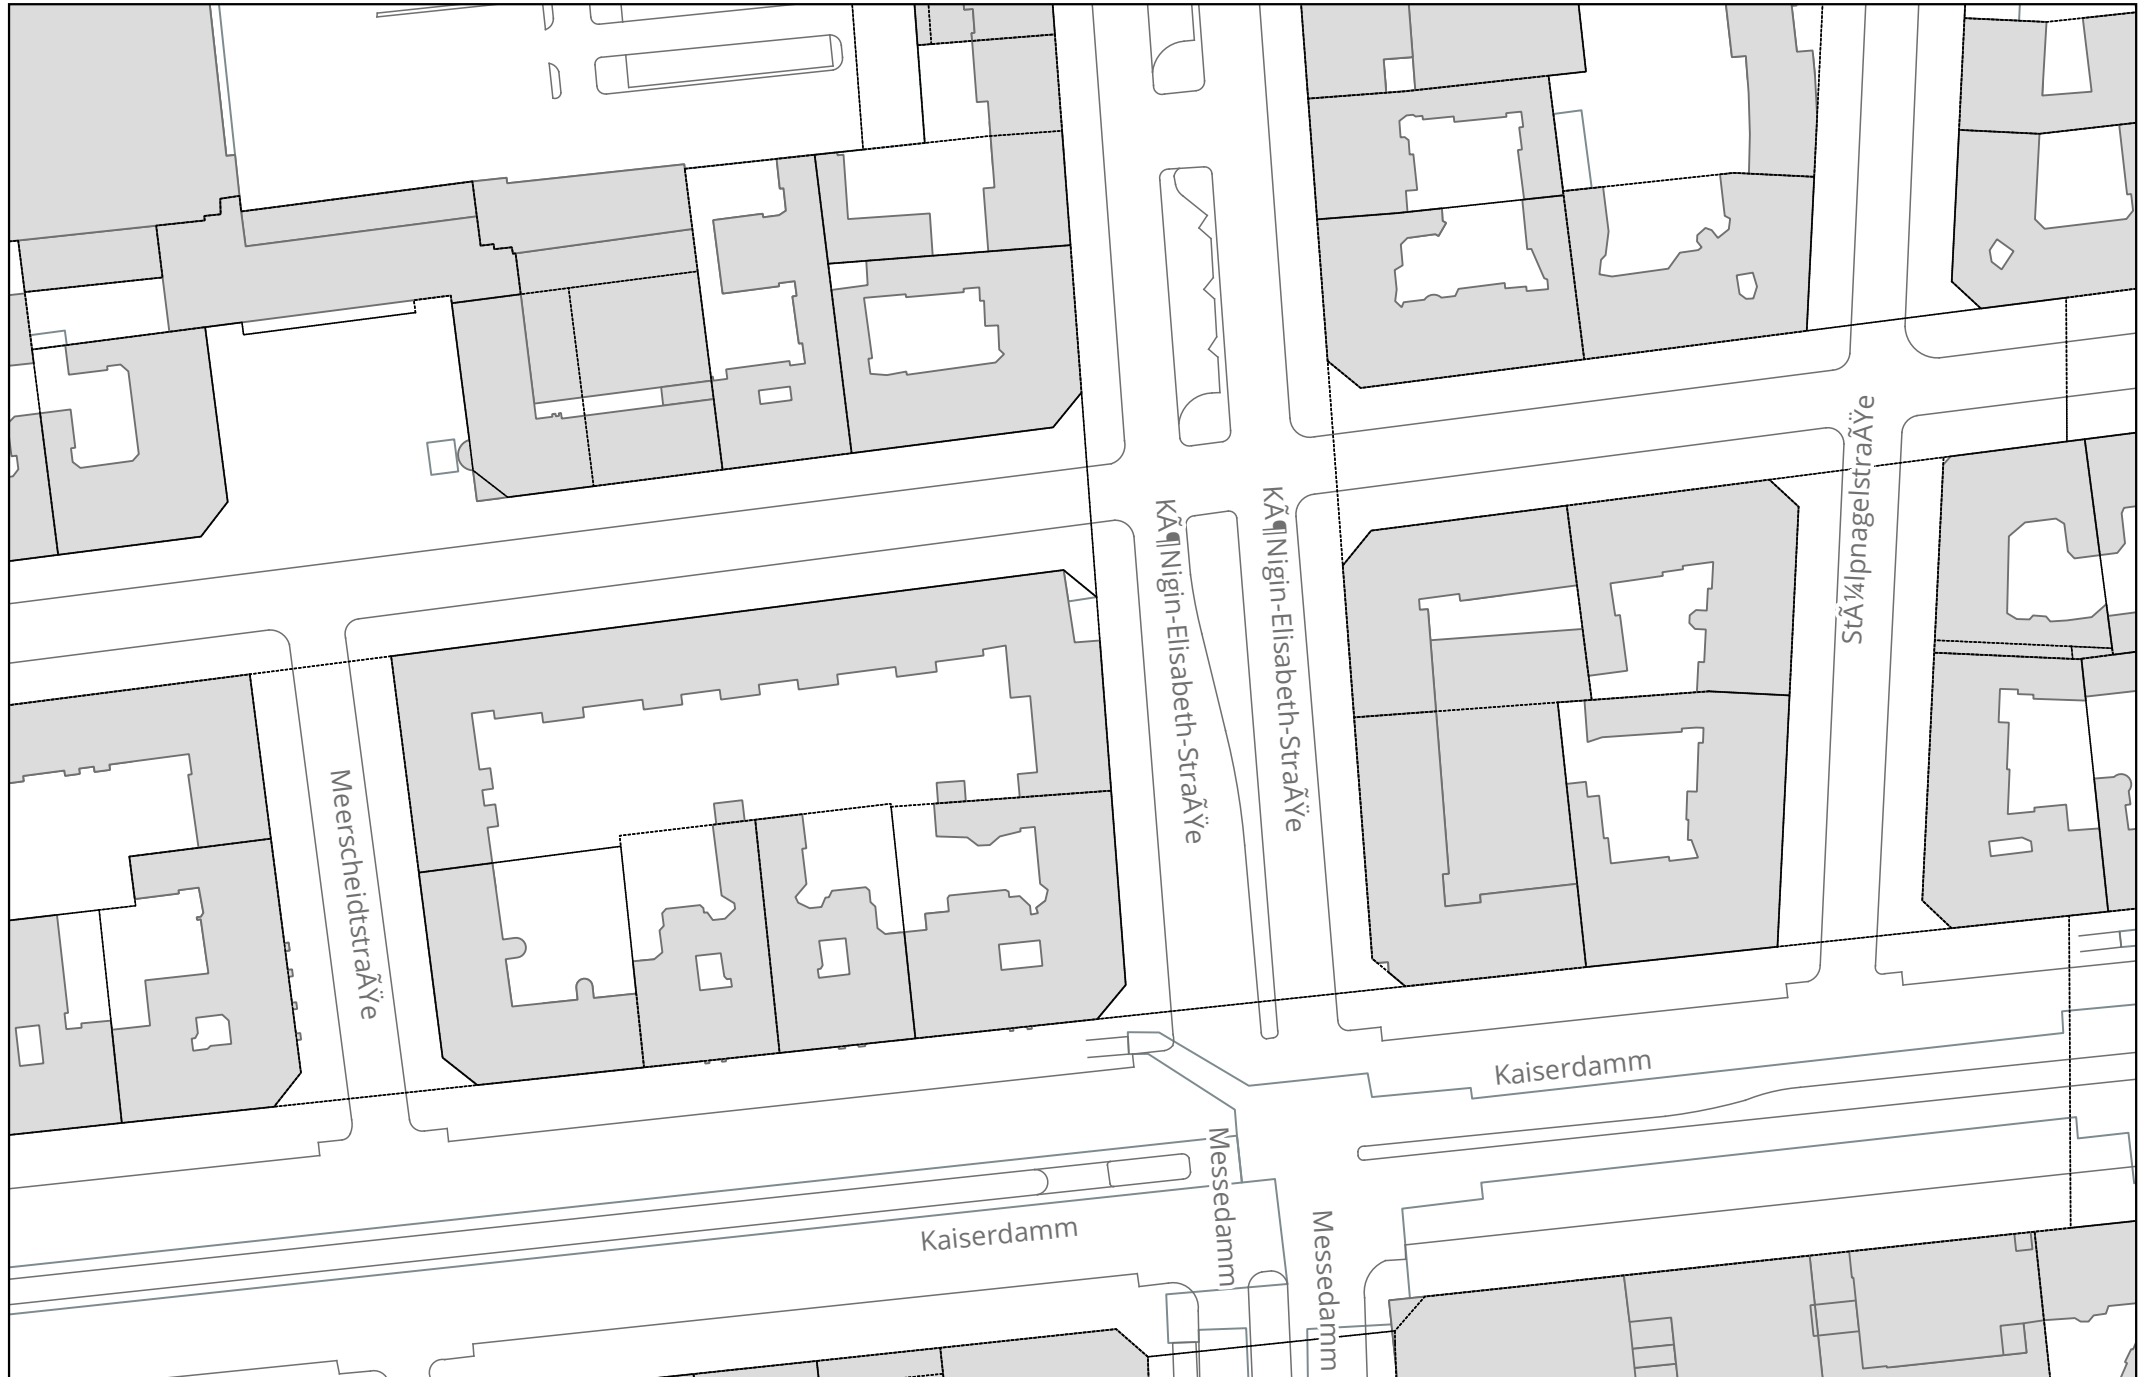 StÃ¼lpnagelstraÃŸe
KÃ¶Nigin-Elisabeth-StraÃŸe
KÃ¶Nigin-Elisabeth-StraÃŸe
MeerscheidtstraÃŸe
Kaiserdamm
Messedamm
Kaiserdamm
Messedamm